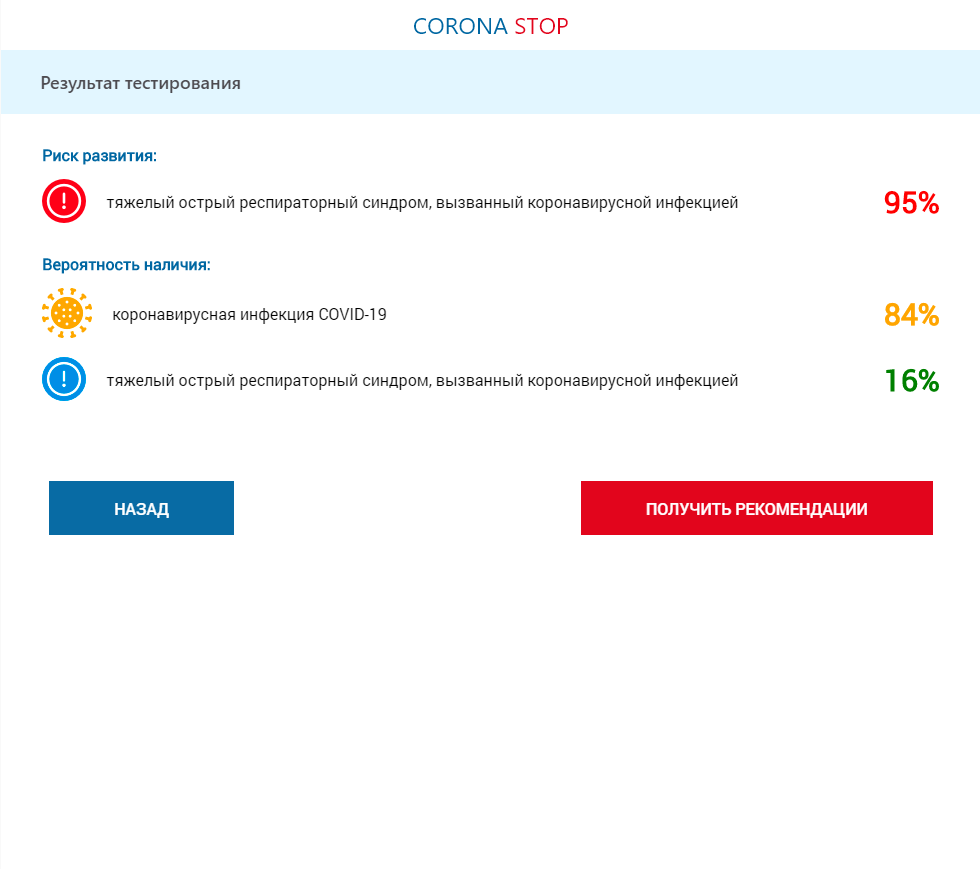 CORONA STOP
Результат тестирования
Риск развития:
тяжелый острый респираторный синдром, вызванный коронавирусной инфекцией 95%
Вероятность наличия:
коронавирусная инфекция COVID-19 84%
тяжелый острый респираторный синдром, вызванный коронавирусной инфекцией 16%
НАЗАД ПОЛУЧИТЬ РЕКОМЕНДАЦИИ